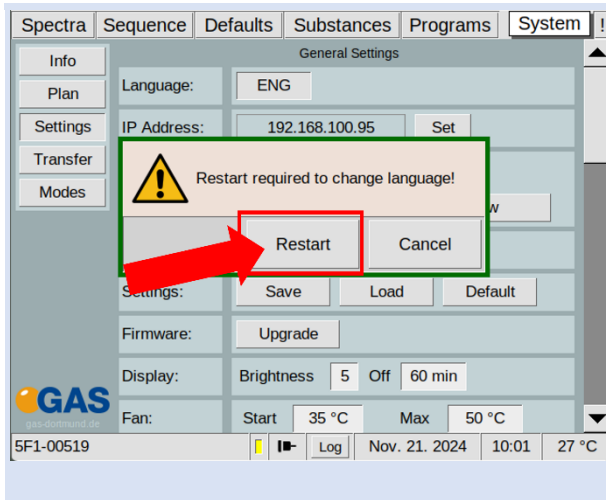 Spectra Sequence Defaults Substances Programs System !
Info
Plan
Settings
Transfer
Modes
General Settings
Language: ENG
IP Address: 192.168.100.95 Set
Restart required to change language!
w
Restart Cancel
Settings: Save Load Default
Firmware: Upgrade
Display: Brightness 5 Off 60 min
Fan: Start 35 °C Max 50 °C
GAS
gas-dortmund.de
5F1-00519 Log Nov. 21. 2024 10:01 27 °C